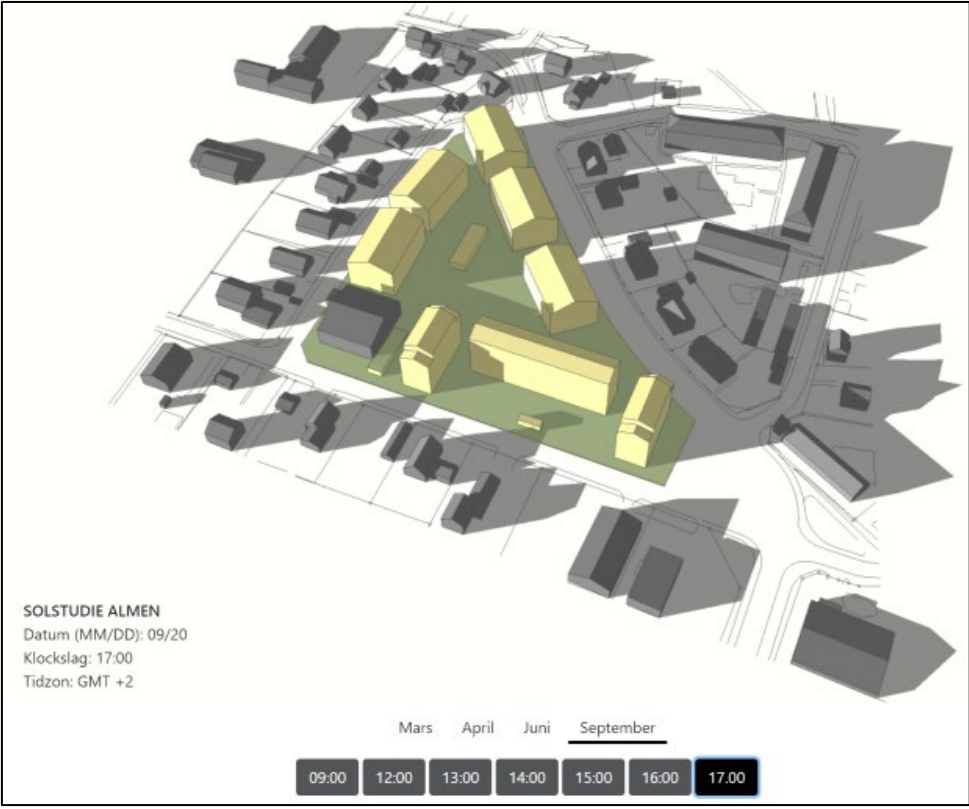 SOLSTUDIE ALMEN
Datum (MM/DD): 09/20
Klockslag: 17:00
Tidzon: GMT +2
Mars April Juni September
09:00 12:00 13:00 14:00 15:00 16:00 17.00